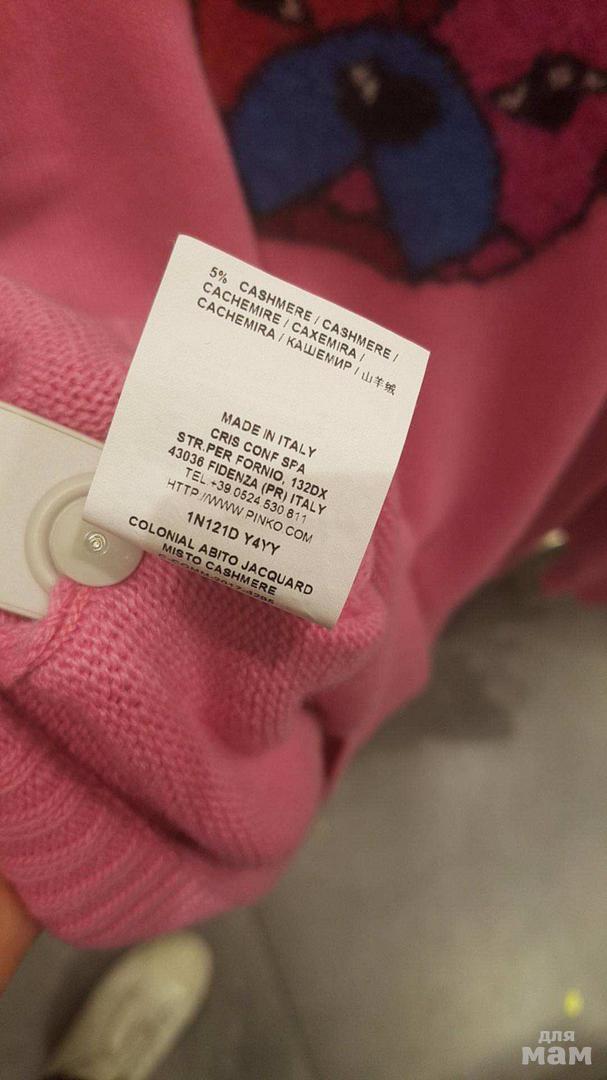 5% CASHMERE / CASHMERE /
CACHEMIRE / CAXEMIRA /
CACHEMIRA / КАШЕМИР / 山羊绒
MADE IN ITALY
CRIS CONF SPA
STR.PER FORNIO, 132DX
43036 FIDENZA (PR) ITALY
TEL:+39 0524 530 811
HTTP://WWW.PINKO.COM
1N121D Y4YY
COLONIAL ABITO JACQUARD
MISTO CASHMERE
для
мам